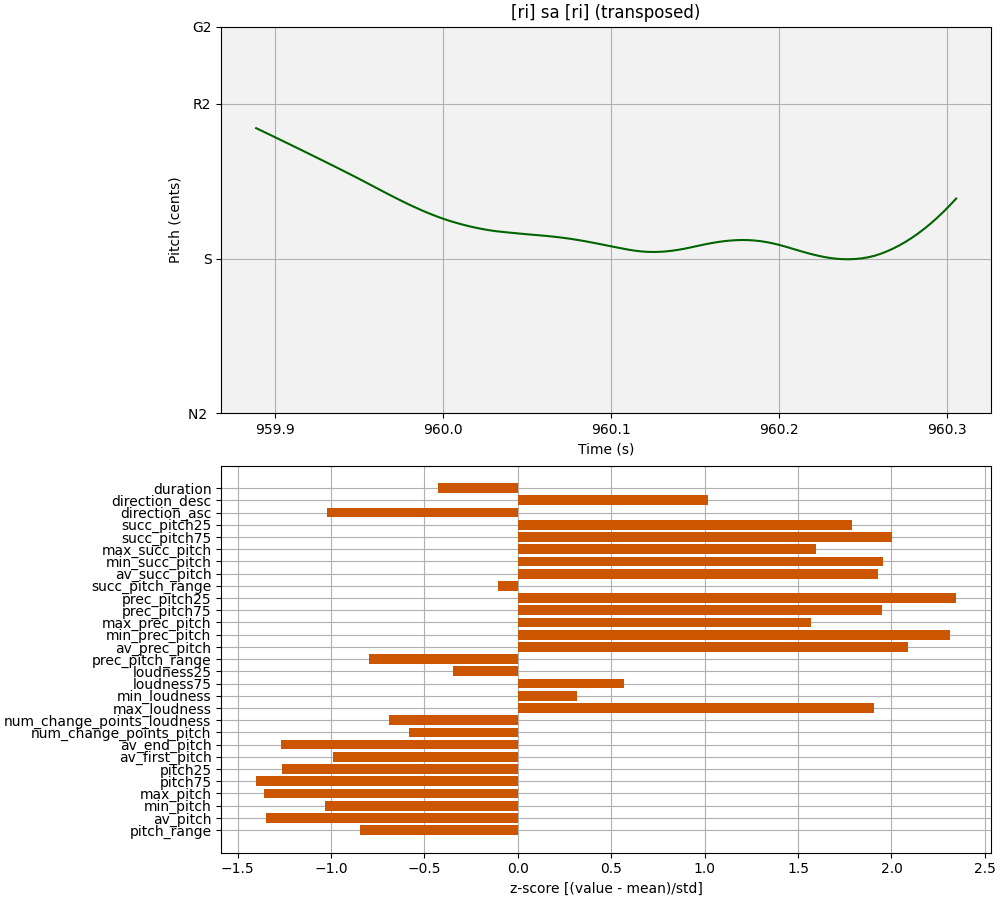 [ri] sa [ri] (transposed)
G2
R2
S
N2
Pitch (cents)
959.9
960.0
960.1
960.2
960.3
Time (s)
duration
direction_desc
direction_asc
succ_pitch25
succ_pitch75
max_succ_pitch
min_succ_pitch
av_succ_pitch
succ_pitch_range
prec_pitch25
prec_pitch75
max_prec_pitch
min_prec_pitch
av_prec_pitch
prec_pitch_range
loudness25
loudness75
min_loudness
max_loudness
num_change_points_loudness
num_change_points_pitch
av_end_pitch
av_first_pitch
pitch25
pitch75
max_pitch
min_pitch
av_pitch
pitch_range
−1.5
−1.0
−0.5
0.0
0.5
1.0
1.5
2.0
2.5
z-score [(value - mean)/std]